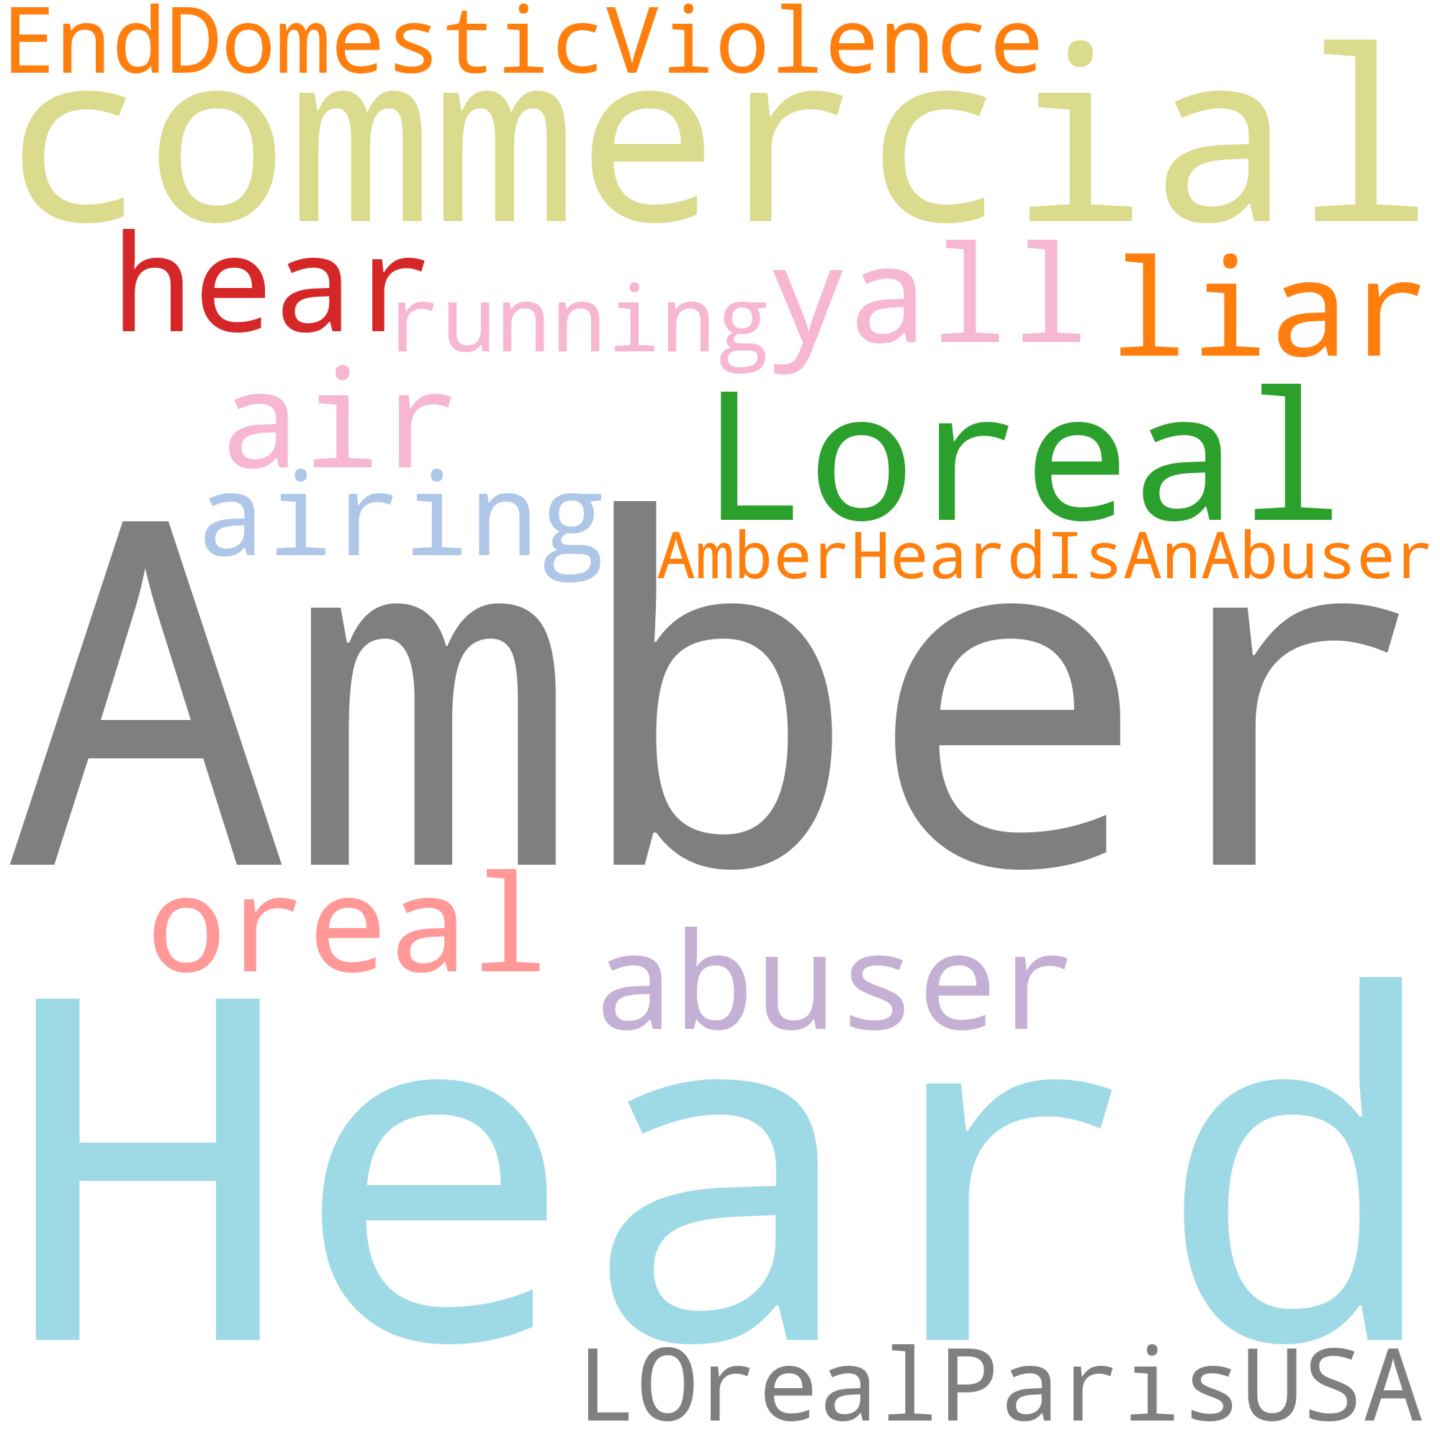 EndDomesticViolence
commercial
hear
running
yall
liar
air
Loreal
airing
AmberHeardIsAnAbuser
Amber
oreal
abuser
Heard
LOrealParisUSA